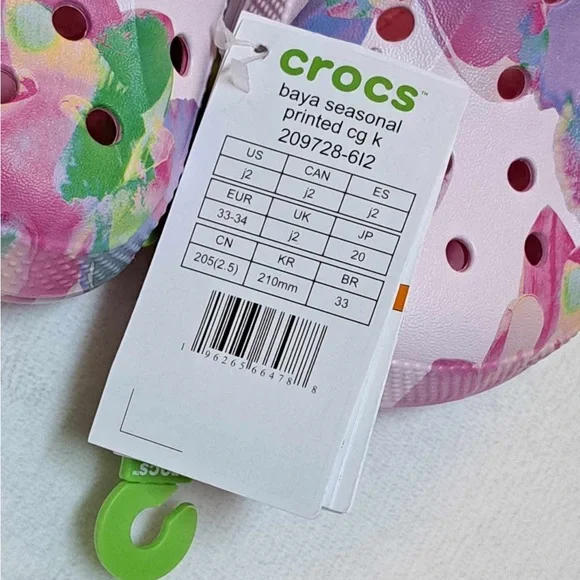 crocs™
baya seasonal
printed cg k
209728-6I2
US CAN ES
j2 j2 j2
EUR UK JP
33-34 j2 20
CN KR BR
205(2.5) 210mm 33
1 96265 66478 8